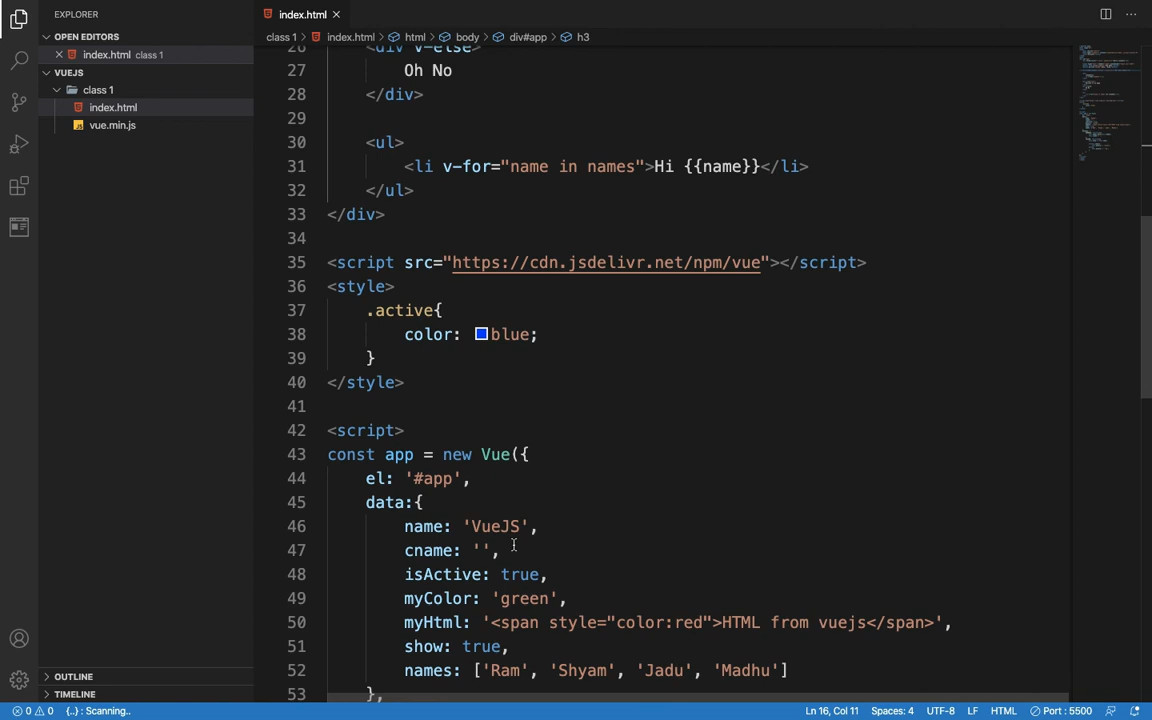 EXPLORER
index.html
OPEN EDITORS
index.html class 1
class 1 > index.html > html > body > div#app > h3
VUEJS
class 1
index.html
vue.min.js
26 <div v-else>
27 Oh No
28 </div>
29
30 <ul>
31 <li v-for="name in names">Hi {{name}}</li>
32 </ul>
33 </div>
34
35 <script src="https://cdn.jsdelivr.net/npm/vue"></script>
36 <style>
37 .active{
38 color: blue;
39 }
40 </style>
41
42 <script>
43 const app = new Vue({
44 el: '#app',
45 data:{
46 name: 'VueJS',
47 cname: '',
48 isActive: true,
49 myColor: 'green',
50 myHtml: '<span style="color:red">HTML from vuejs</span>',
51 show: true,
52 names: ['Ram', 'Shyam', 'Jadu', 'Madhu']
53 },
OUTLINE
TIMELINE
0 0 {..} : Scanning.. Ln 16, Col 11 Spaces: 4 UTF-8 LF HTML Port : 5500